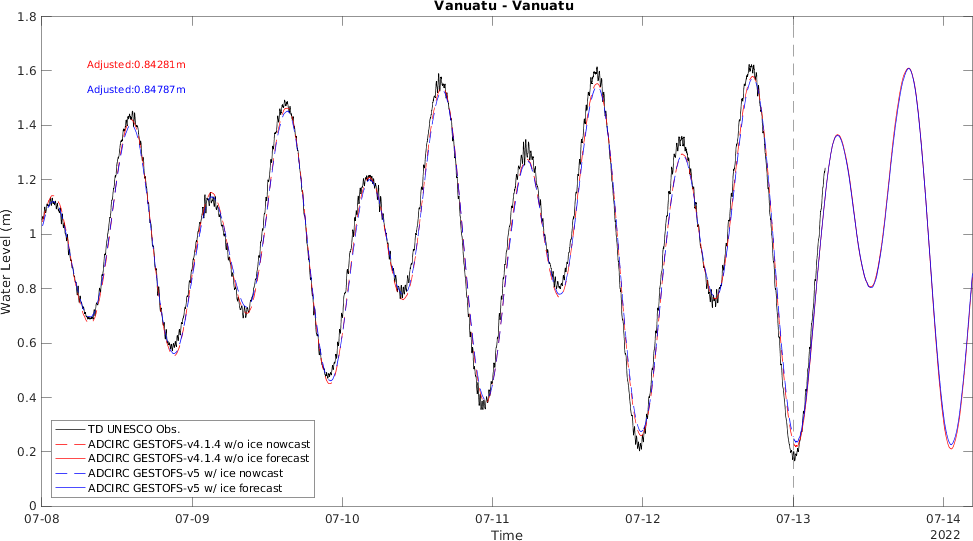 Vanuatu - Vanuatu
1.8
1.6
1.4
1.2
1
0.8
0.6
0.4
0.2
0
Water Level (m)
Adjusted:0.84281m
Adjusted:0.84787m
TD UNESCO Obs.
ADCIRC GESTOFS-v4.1.4 w/o ice nowcast
ADCIRC GESTOFS-v4.1.4 w/o ice forecast
ADCIRC GESTOFS-v5 w/ ice nowcast
ADCIRC GESTOFS-v5 w/ ice forecast
07-08 07-09 07-10 07-11 07-12 07-13 07-14
Time
2022